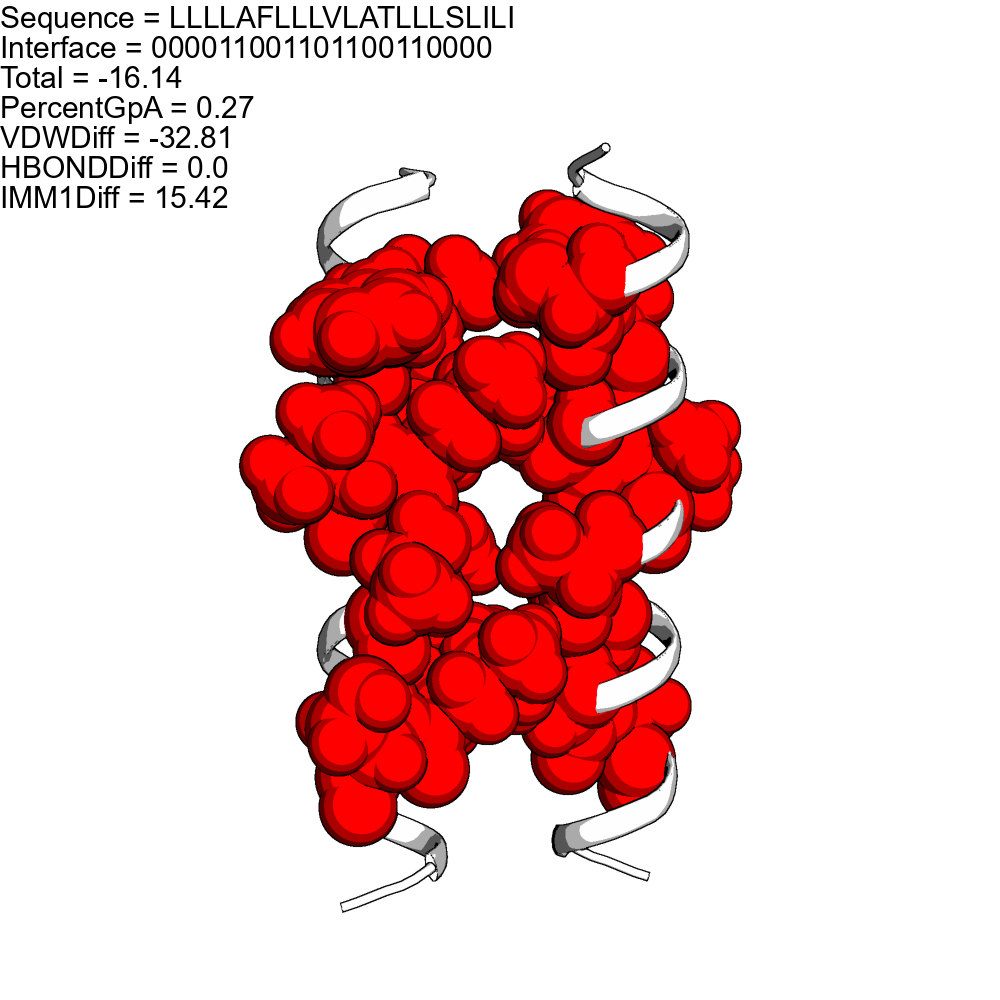 Sequence = LLLLAFLLLVLATLLLSLILI
Interface = 000011001101100110000
Total = -16.14
PercentGpA = 0.27
VDWDiff = -32.81
HBONDDiff = 0.0
IMM1Diff = 15.42